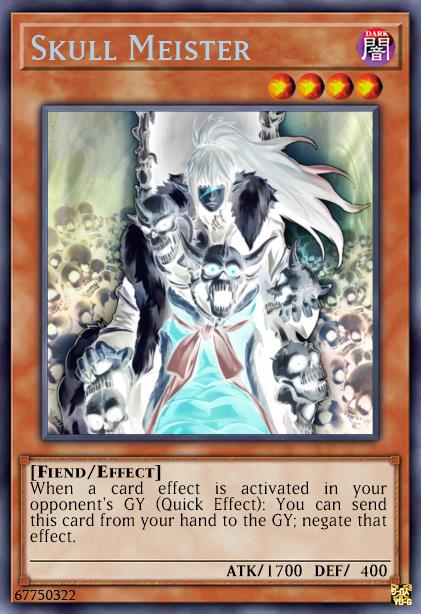 SKULL MEISTER
DARK
闇
[FIEND/EFFECT]
When a card effect is activated in your
opponent's GY (Quick Effect): You can send
this card from your hand to the GY; negate that
effect.
ATK/1700 DEF/ 400
67750322